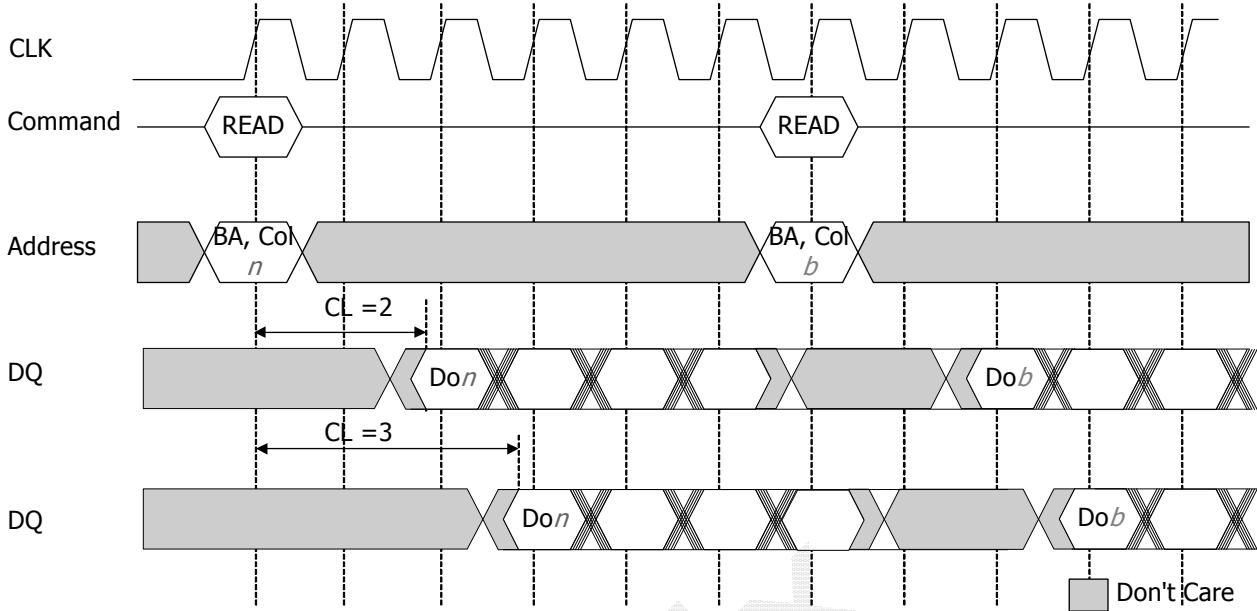 CLK
Command
READ
READ
Address
BA, Col
n
BA, Col
b
CL =2
DQ
Don
Dob
CL =3
DQ
Don
Dob
Don't Care